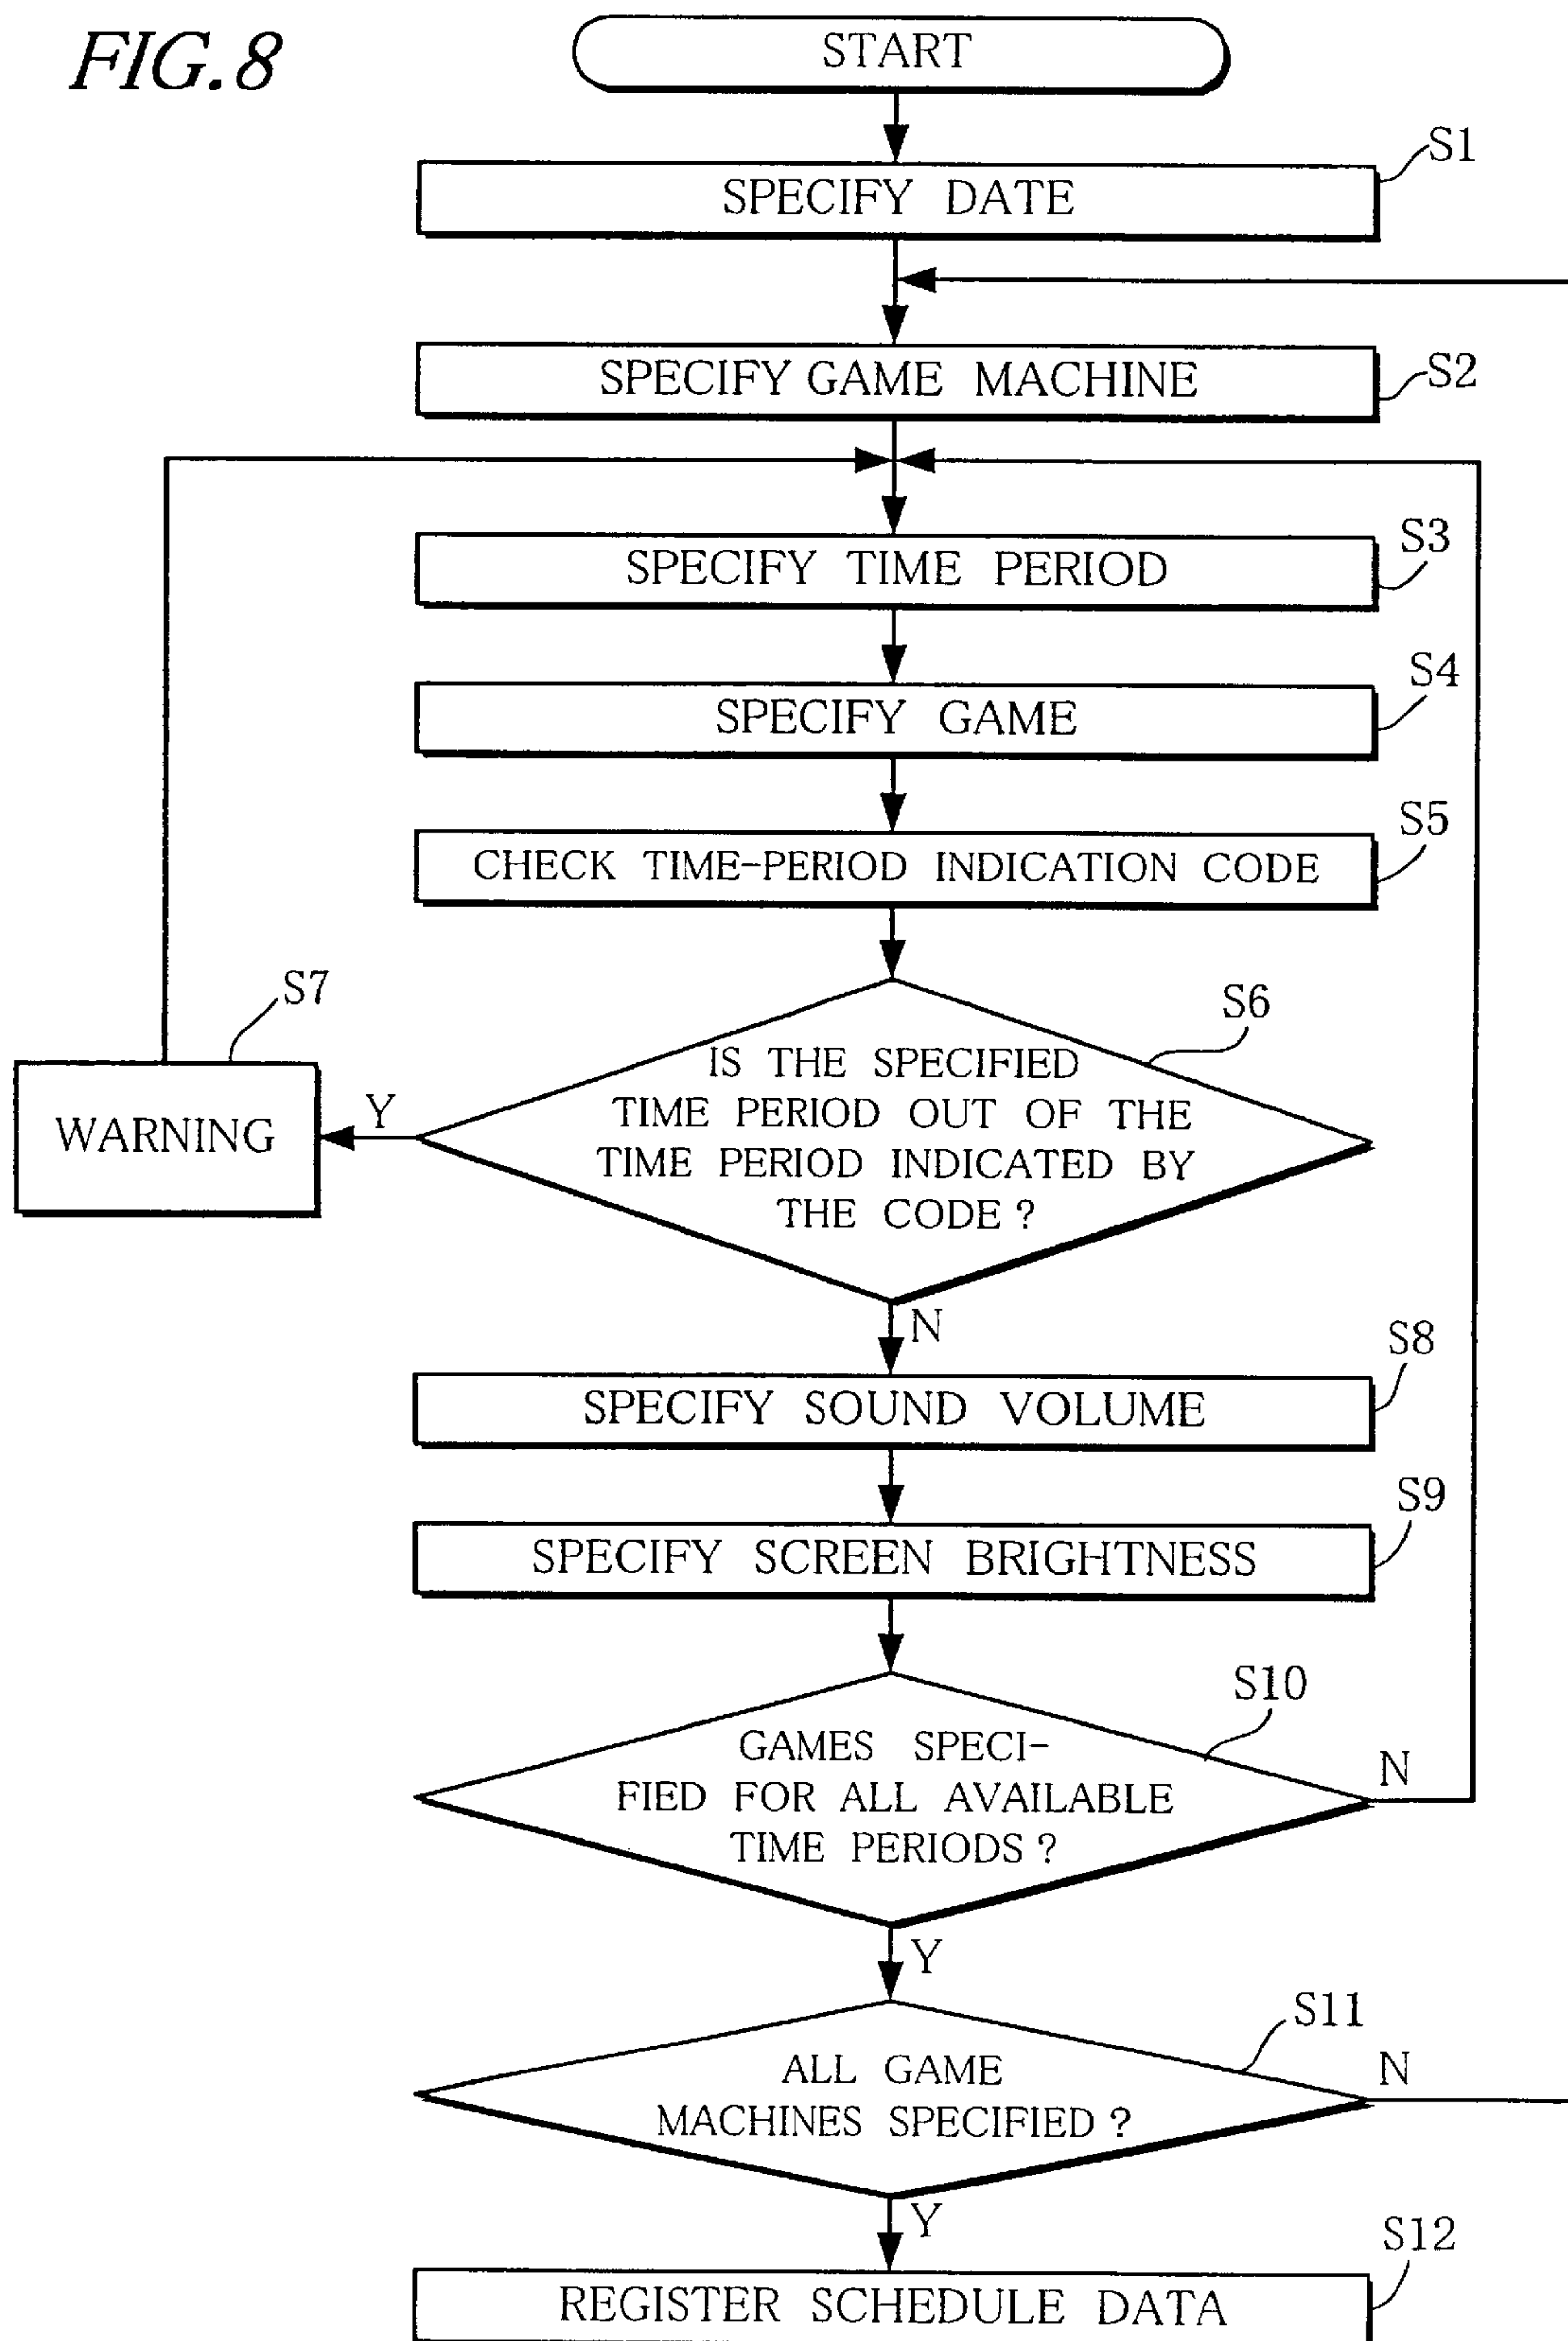 FIG.8
START
S1
SPECIFY DATE
SPECIFY GAME MACHINE
S2
S3
SPECIFY TIME PERIOD
S4
SPECIFY GAME
S5
CHECK TIME-PERIOD INDICATION CODE
S7
S6
WARNING
Y
IS THE SPECIFIED
TIME PERIOD OUT OF THE
TIME PERIOD INDICATED BY
THE CODE ?
N
S8
SPECIFY SOUND VOLUME
S9
SPECIFY SCREEN BRIGHTNESS
S10
GAMES SPECI-
FIED FOR ALL AVAILABLE
TIME PERIODS ?
N
Y
S11
ALL GAME
MACHINES SPECIFIED ?
N
Y
S12
REGISTER SCHEDULE DATA